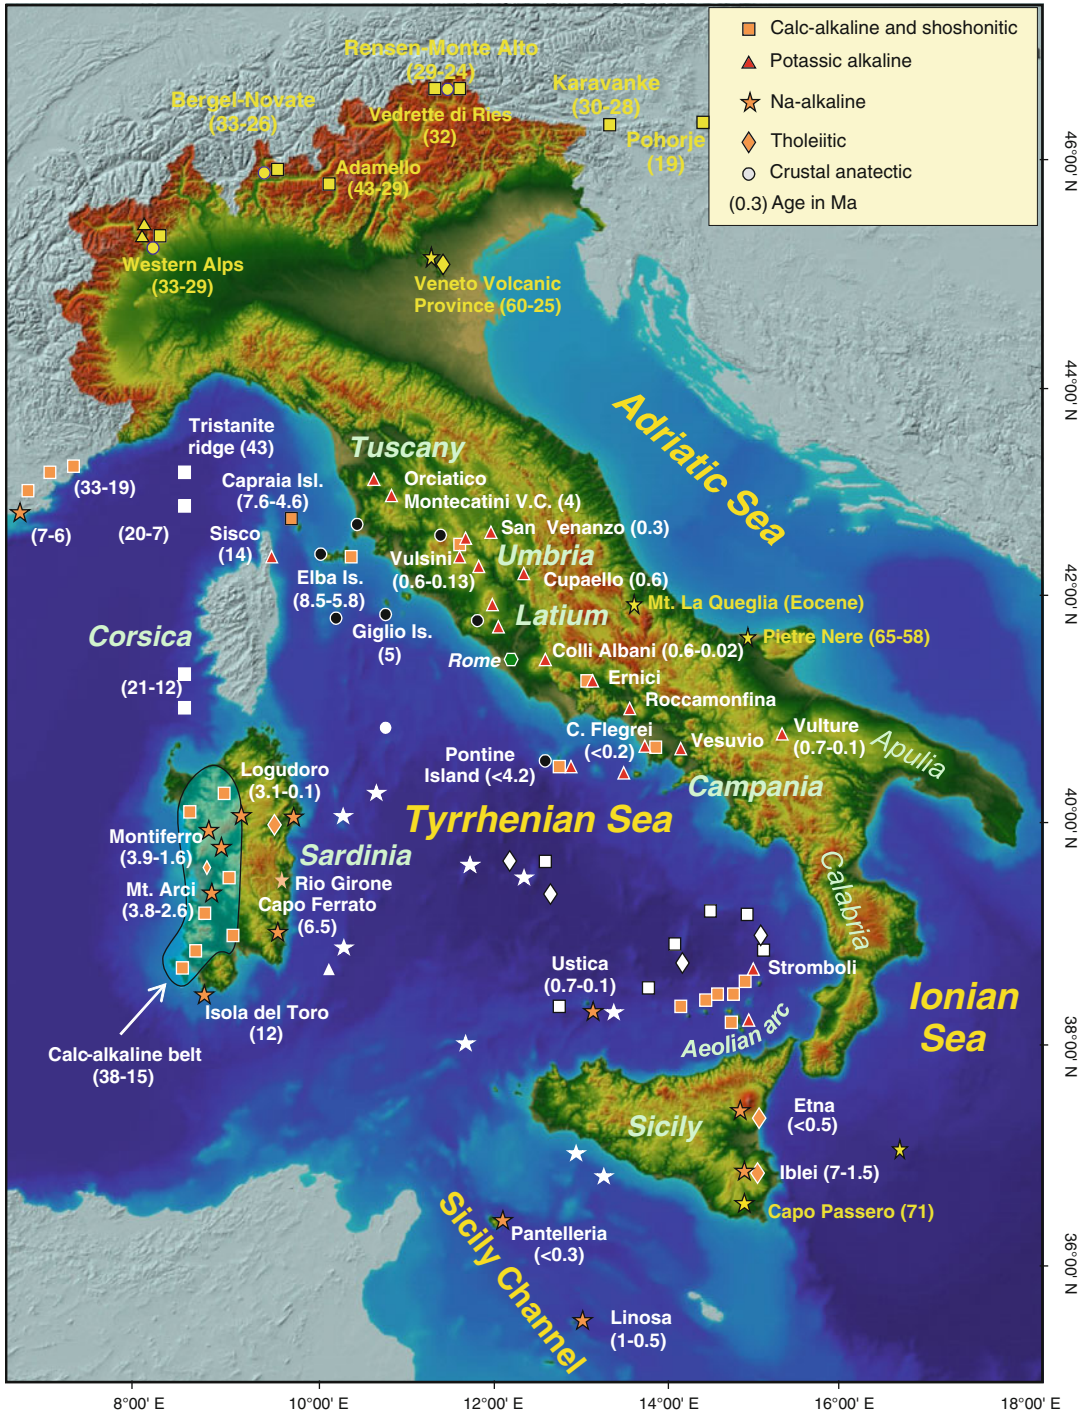 Calc-alkaline and shoshonitic
Potassic alkaline
Na-alkaline
Tholeiitic
Crustal anatectic
(0.3) Age in Ma
Rensen-Monte Alto
(29-24)
Karavanke
(30-28)
Bergel-Novate
(33-26)
Vedrette di Ries
(32)
Pohorje
(19)
Adamello
(43-29)
Western Alps
(33-29)
Veneto Volcanic
Province (60-25)
Adriatic Sea
Tristanite
ridge (43)
Tuscany
(33-19)
Capraia Isl.
(7.6-4.6)
Orciatico
Montecatini V.C. (4)
(7-6)
(20-7)
Sisco
(14)
San Venanzo (0.3)
Vulsini
(0.6-0.13)
Umbria
Elba Is.
(8.5-5.8)
Cupaello (0.6)
Mt. La Queglia (Eocene)
Corsica
Giglio Is.
(5)
Latium
Pietre Nere (65-58)
Rome
Colli Albani (0.6-0.02)
(21-12)
Ernici
Roccamonfina
C. Flegrei
(<0.2)
Vesuvio
Vulture
(0.7-0.1)
Apulia
Pontine
Island (<4.2)
Logudoro
(3.1-0.1)
Campania
Tyrrhenian Sea
Montiferro
(3.9-1.6)
Sardinia
Mt. Arci
(3.8-2.6)
Rio Girone
Capo Ferrato
(6.5)
Calabria
Ustica
(0.7-0.1)
Stromboli
Isola del Toro
(12)
Ionian
Sea
Aeolian arc
Calc-alkaline belt
(38-15)
Sicily
Etna
(<0.5)
Iblei (7-1.5)
Capo Passero (71)
Sicily Channel
Pantelleria
(<0.3)
Linosa
(1-0.5)
46°00' N
44°00' N
42°00' N
40°00' N
38°00' N
36°00' N
8°00' E
10°00' E
12°00' E
14°00' E
16°00' E
18°00' E